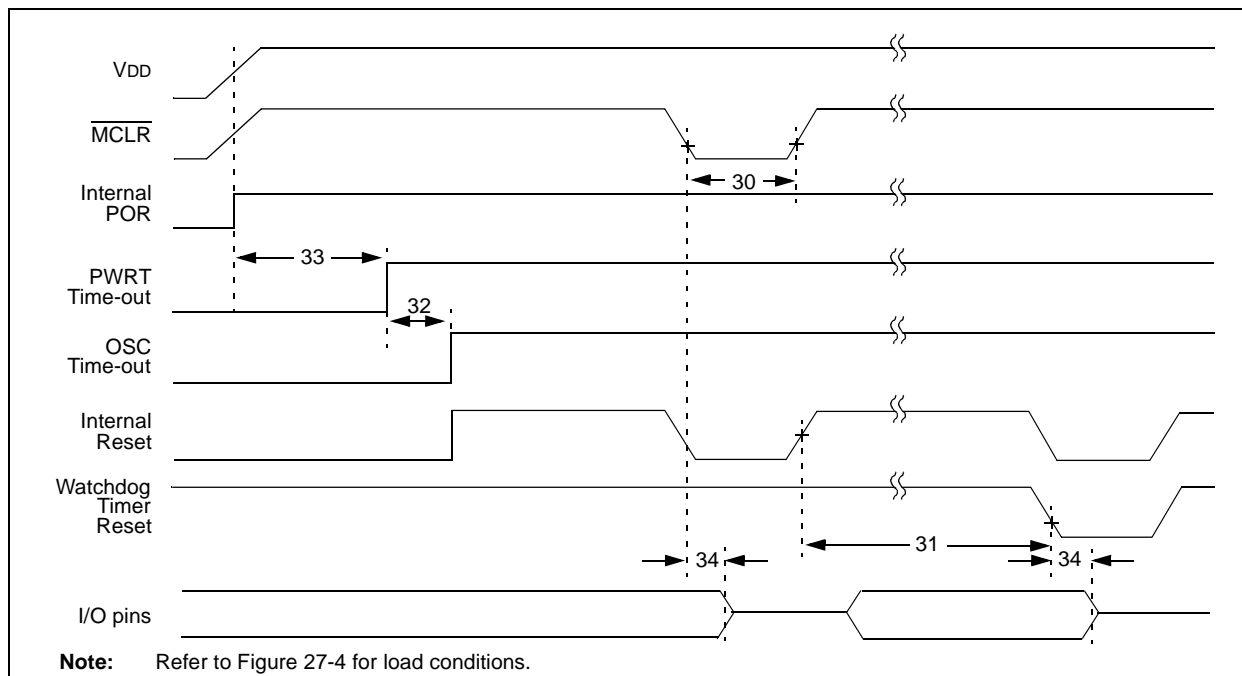 VDD
MCLR
30
Internal
POR
33
PWRT
Time-out
32
OSC
Time-out
Internal
Reset
Watchdog
Timer
Reset
31
34
34
I/O pins
Note: Refer to Figure 27-4 for load conditions.